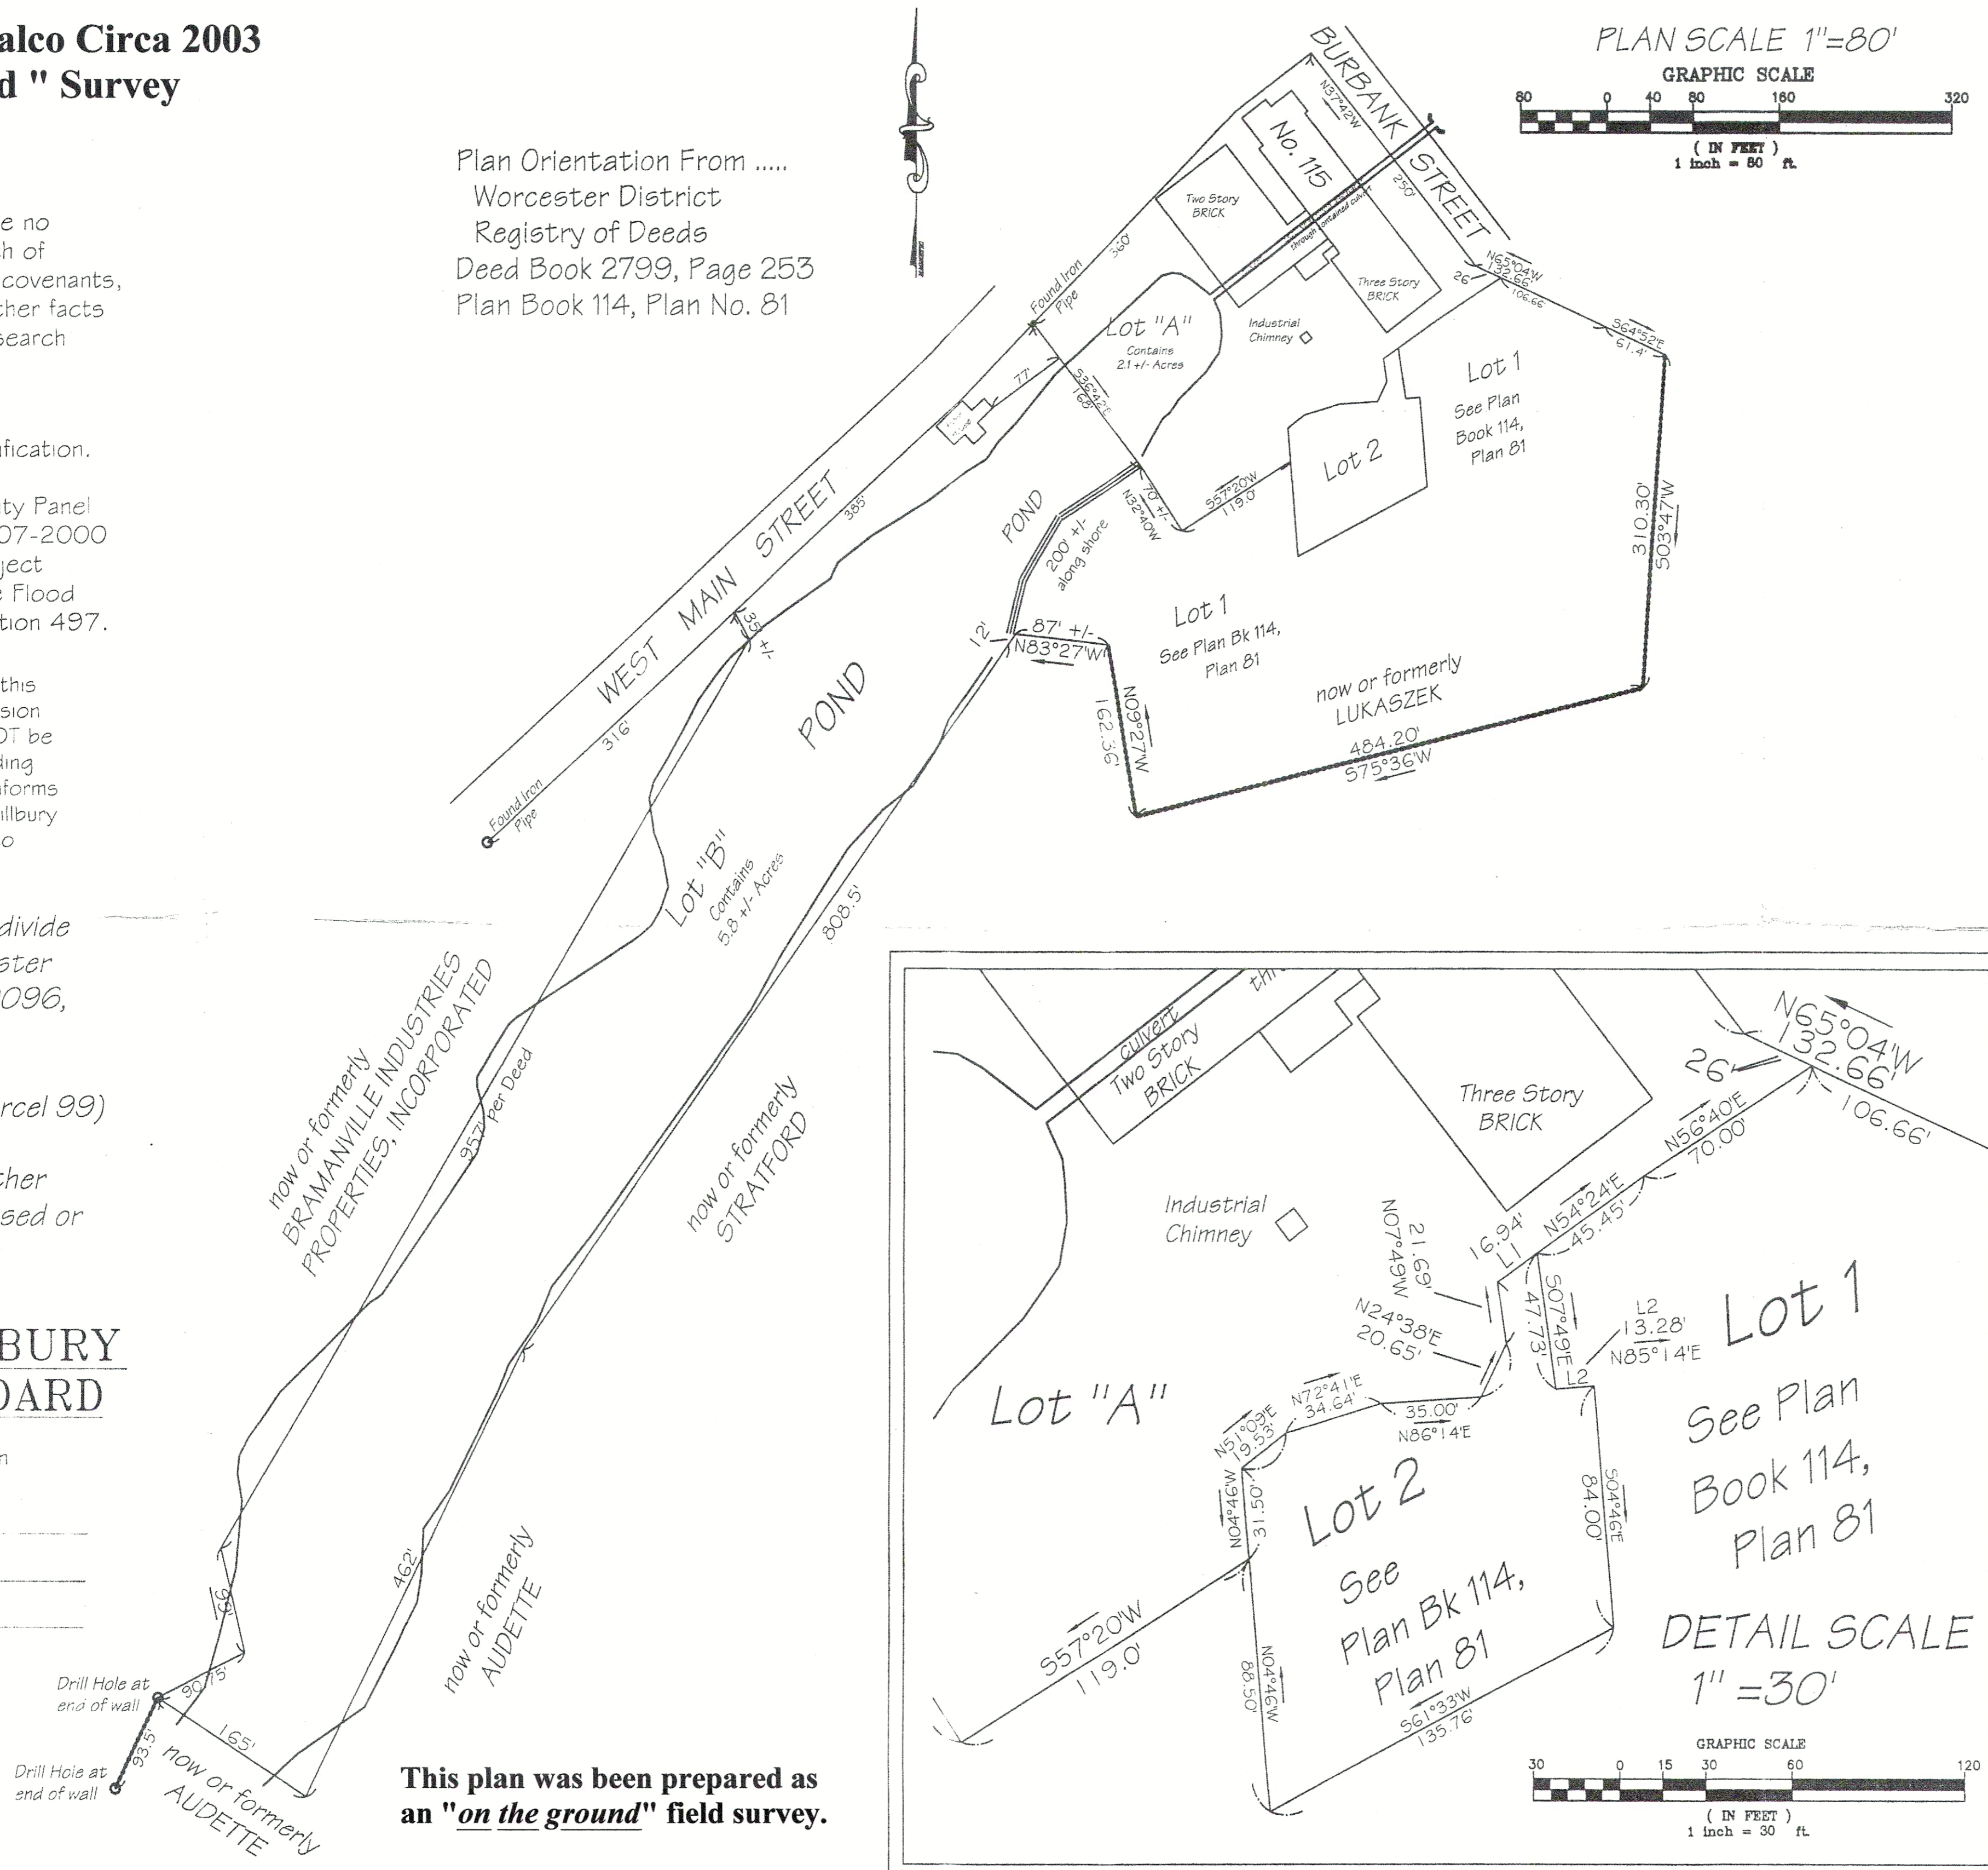 alco Circa 2003
d " Survey
e no
h of
covenants,
ther facts
search
ification.
ity Panel
07-2000
ject
e Flood
tion 497.
this
sion
OT be
ding
forms
illbury
o
divide
ster
096,
rcel 99)
ther
sed or
BURY
OARD
n
Plan Orientation From .....
Worcester District
Registry of Deeds
Deed Book 2799, Page 253
Plan Book 114, Plan No. 81
PLAN SCALE 1"=80'
GRAPHIC SCALE
80 0 40 80 160 320
( IN FEET )
1 inch = 80 ft.
BURBANK STREET
N37°42'W
250'
No. 115
Two Story
BRICK
through contained culvert
Three Story
BRICK
Industrial
Chimney
360'
Found Iron
Pipe
Lot "A"
Contains
2.1 +/- Acres
77'
S36°42'E
168'
N65°04'W
132.66'
26'
106.66'
S64°52'E
61.4'
Lot 1
See Plan
Book 114,
Plan 81
Lot 2
310.30'
S03°47'W
S57°20'W
119.0'
70' +/-
N32°40'W
POND
200' +/-
along shore
WEST MAIN STREET
385'
35' +/-
316'
Found Iron
Pipe
POND
12'
87' +/-
N83°27'W
N09°27'W
162.36'
Lot 1
See Plan Bk 114,
Plan 81
now or formerly
LUKASZEK
484.20'
S75°36'W
Lot "B"
Contains
5.8 +/- Acres
808.5'
now or formerly
BRAMANVILLE INDUSTRIES
PROPERTIES, INCORPORATED
957' per Deed
now or formerly
STRATFORD
462'
now or formerly
AUDETTE
99'
90.75'
Drill Hole at
end of wall
165'
93.5'
Drill Hole at
end of wall
now or formerly
AUDETTE
This plan was been prepared as
an "on the ground" field survey.
culvert
Two Story
BRICK
thr
Three Story
BRICK
Industrial
Chimney
N65°04'W
132.66'
26'
106.66'
N56°40'E
70.00'
N54°24'E
45.45'
16.94'
L1
21.69'
N07°49'W
N24°38'E
20.65'
S07°49'E
47.73'
L2
13.28'
N85°14'E
L2
Lot 1
See Plan
Book 114,
Plan 81
Lot "A"
N51°09'E
19.53'
N72°41'E
34.64'
35.00'
N86°14'E
N04°46'W
31.50'
Lot 2
See
Plan Bk 114,
Plan 81
S04°46'E
84.00'
S57°20'W
119.0'
N04°46'W
88.50'
S61°33'W
135.76'
DETAIL SCALE
1" =30'
GRAPHIC SCALE
30 0 15 30 60 120
( IN FEET )
1 inch = 30 ft.